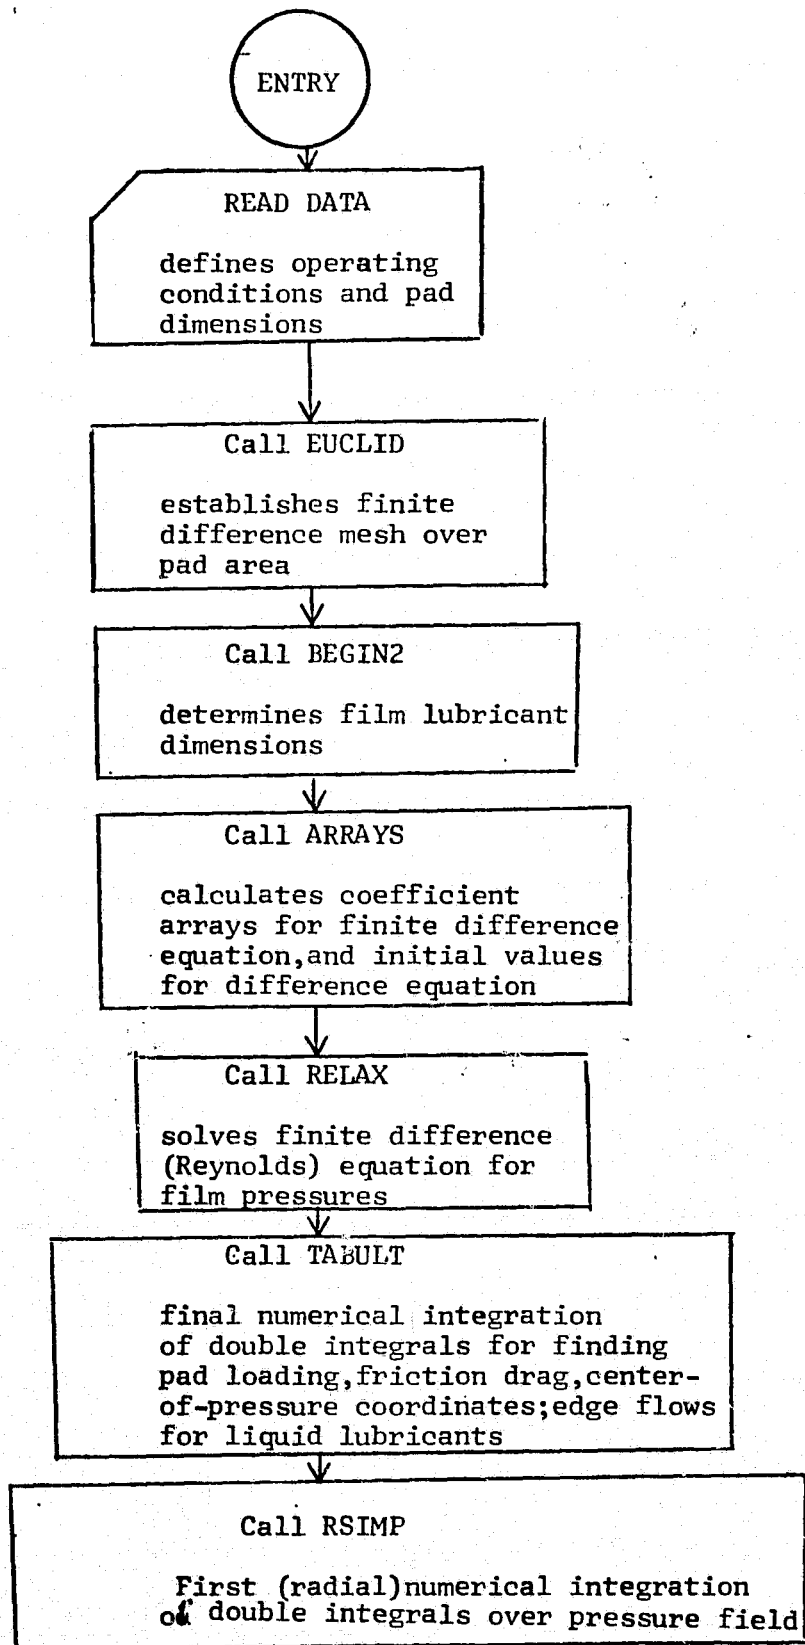 ENTRY
READ DATA
defines operating
conditions and pad
dimensions
Call EUCLID
establishes finite
difference mesh over
pad area
Call BEGIN2
determines film lubricant
dimensions
Call ARRAYS
calculates coefficient
arrays for finite difference
equation,and initial values
for difference equation
Call RELAX
solves finite difference
(Reynolds) equation for
film pressures
Call TABULT
final numerical integration
of double integrals for finding
pad loading,friction drag,center-
of-pressure coordinates;edge flows
for liquid lubricants
Call RSIMP
First (radial)numerical integration
of double integrals over pressure field